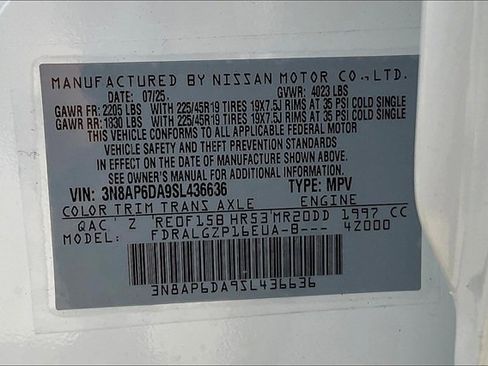 MANUFACTURED BY NISSAN MOTOR CO.,LTD.
DATE 07/25. GVWR: 4023 LBS
GAWR FR: 2205 LBS WITH 225/45R19 TIRES 19X7.5J RIMS AT 35 PSI COLD SINGLE
GAWR RR: 1830 LBS WITH 225/45R19 TIRES 19X7.5J RIMS AT 35 PSI COLD SINGLE
THIS VEHICLE CONFORMS TO ALL APPLICABLE FEDERAL MOTOR
VEHICLE SAFETY AND THEFT PREVENTION STANDARDS
IN EFFECT ON THE DATE OF MANUFACTURE SHOWN ABOVE.
SEE OWNER'S MANUAL FOR ADDITIONAL INFORMATION.
VIN: 3N8AP6DA9SL436636 TYPE: MPV
COLOR TRIM TRANS AXLE ENGINE
QAC Z RE0F15B HR53 MR20DD 1997 CC
MODEL: FDRALGZP16EUA-B--- 4Z000
3N8AP6DA9SL436636